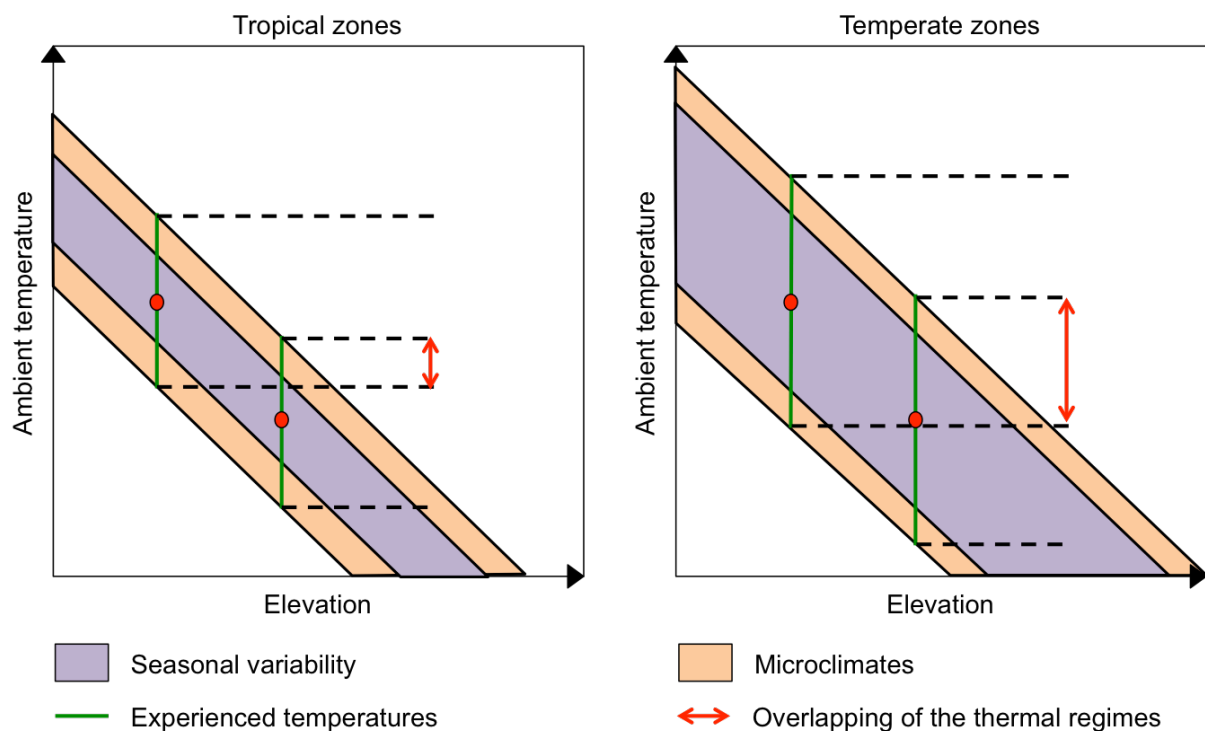 Tropical zones
Temperate zones
Ambient temperature
Ambient temperature
Elevation
Elevation
Seasonal variability
Microclimates
Experienced temperatures
Overlapping of the thermal regimes